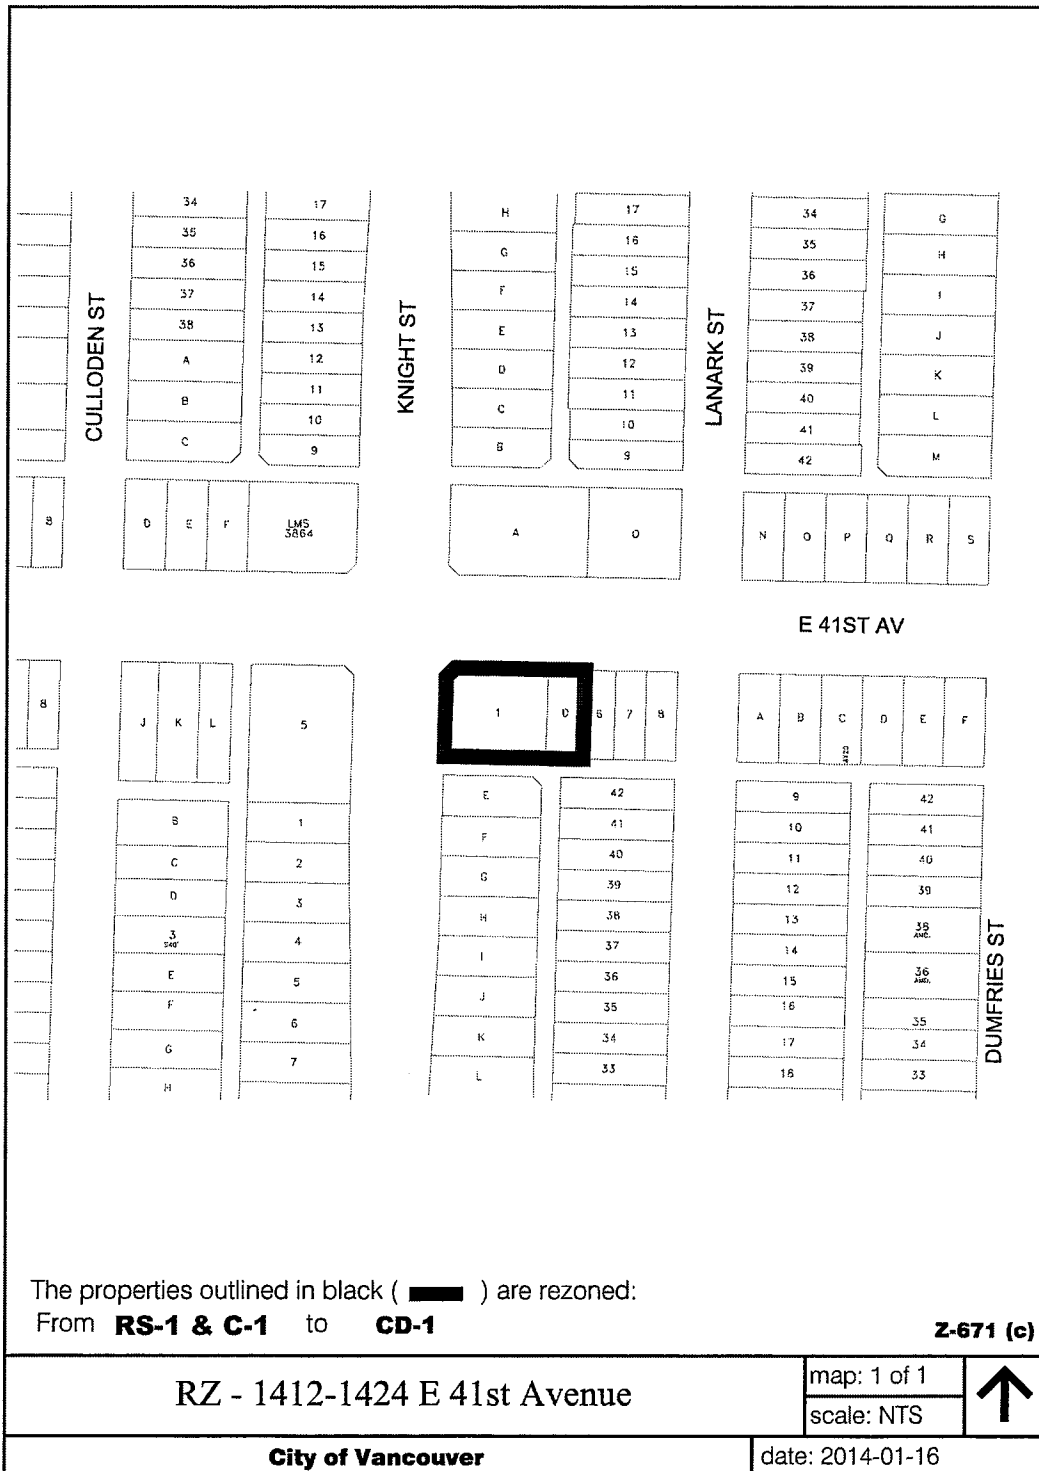 34 17 H 17 34 G
35 16 G 16 35 H
36 15 F 15 36 I
37 14 E 14 37 J
38 13 D 13 38 K
A 12 C 12 39 L
B 11 B 11 40 M
C 10 10 41
9 9 42
CULLODEN ST
KNIGHT ST
LANARK ST
B D E F LMS A O N O P Q R S
3864
E 41ST AV
8 J K L 5 1 6 7 8 A B C D E F
B 1 E 42 9 42
C 2 F 41 10 41
D 3 G 40 11 40
3 4 H 39 12 39
E 5 I 38 13 38
F 6 J 37 14 36
G 7 K 36 15 35
H L 35 16 34
34 17 33
33 18
DUMFRIES ST
The properties outlined in black ( ) are rezoned:
From RS-1 & C-1 to CD-1
Z-671 (c)
RZ - 1412-1424 E 41st Avenue
map: 1 of 1
scale: NTS
City of Vancouver
date: 2014-01-16